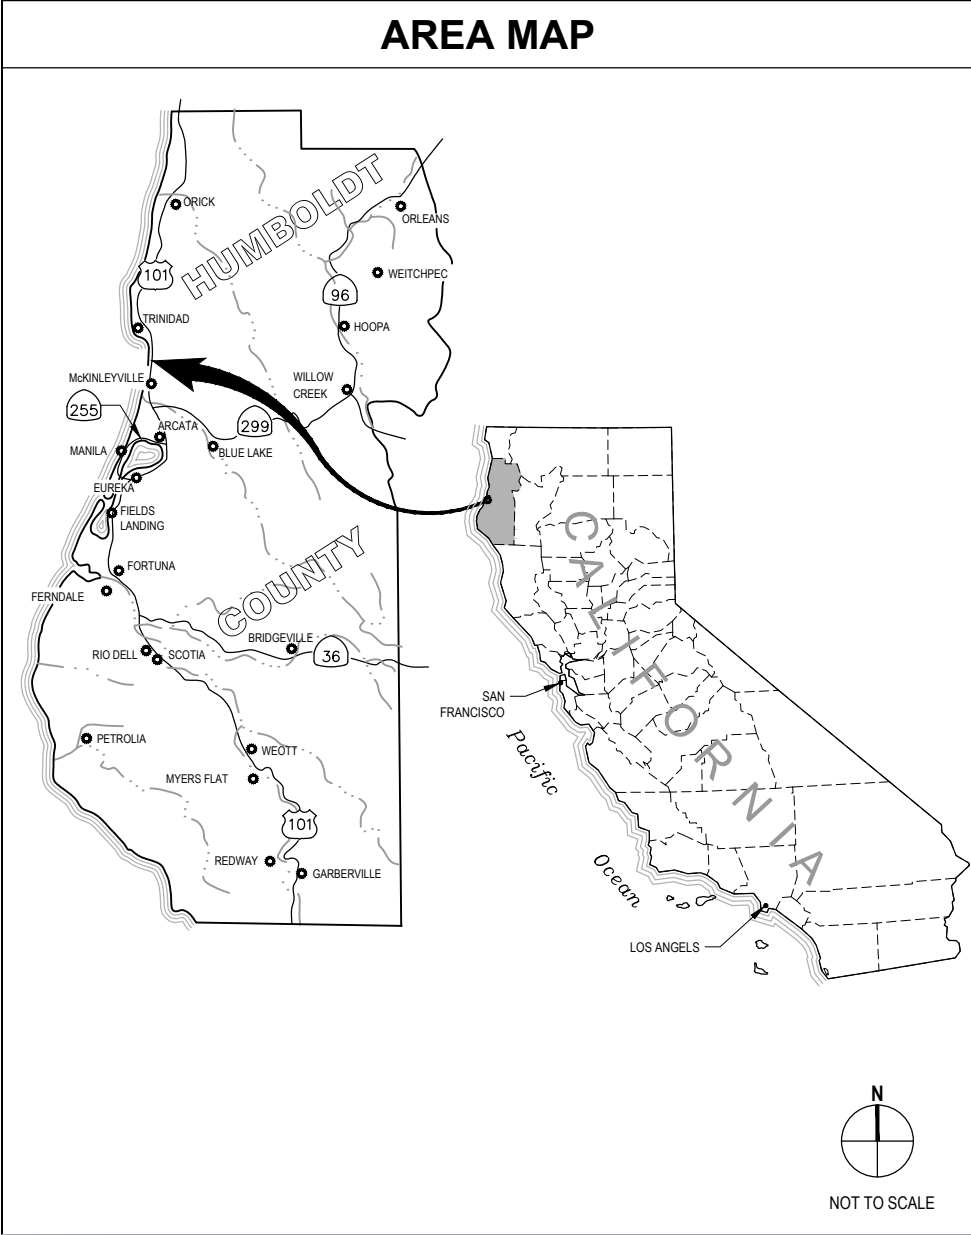 AREA MAP
HUMBOLDT
ORICK
ORLEANS
101
WEITCHPEC
96
TRINIDAD
HOOPA
McKINLEYVILLE
WILLOW
CREEK
255
299
ARCATA
MANILA
BLUE LAKE
EUREKA
FIELDS
LANDING
COUNTY
FORTUNA
FERNDALE
BRIDGEVILLE
RIO DELL
SCOTIA
36
PETROLIA
WEOTT
MYERS FLAT
101
REDWAY
GARBERVILLE
CALIFORNIA
SAN
FRANCISCO
Pacific
Ocean
LOS ANGELS
N
NOT TO SCALE